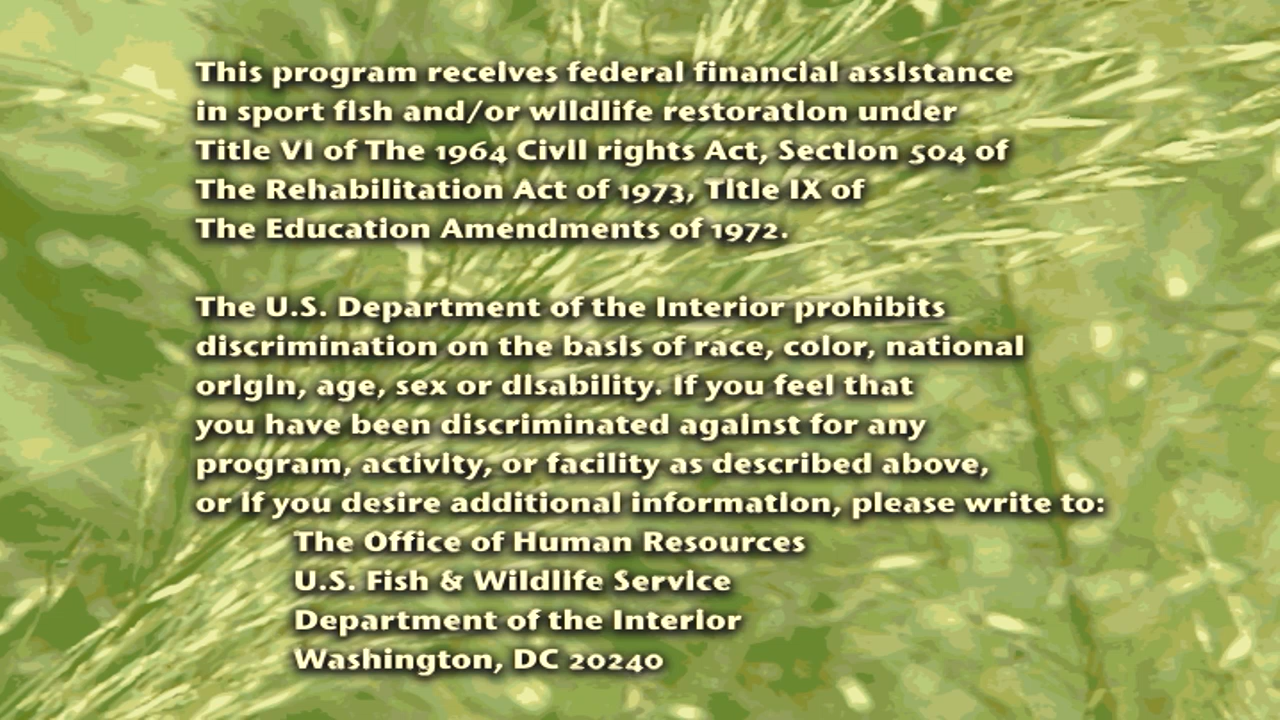 This program receives federal financial assistance
in sport fish and/or wildlife restoration under
Title VI of The 1964 Civil rights Act, Section 504 of
The Rehabilitation Act of 1973, Title IX of
The Education Amendments of 1972.
The U.S. Department of the Interior prohibits
discrimination on the basis of race, color, national
origin, age, sex or disability. If you feel that
you have been discriminated against for any
program, activity, or facility as described above,
or if you desire additional information, please write to:
The Office of Human Resources
U.S. Fish & Wildlife Service
Department of the Interior
Washington, DC 20240